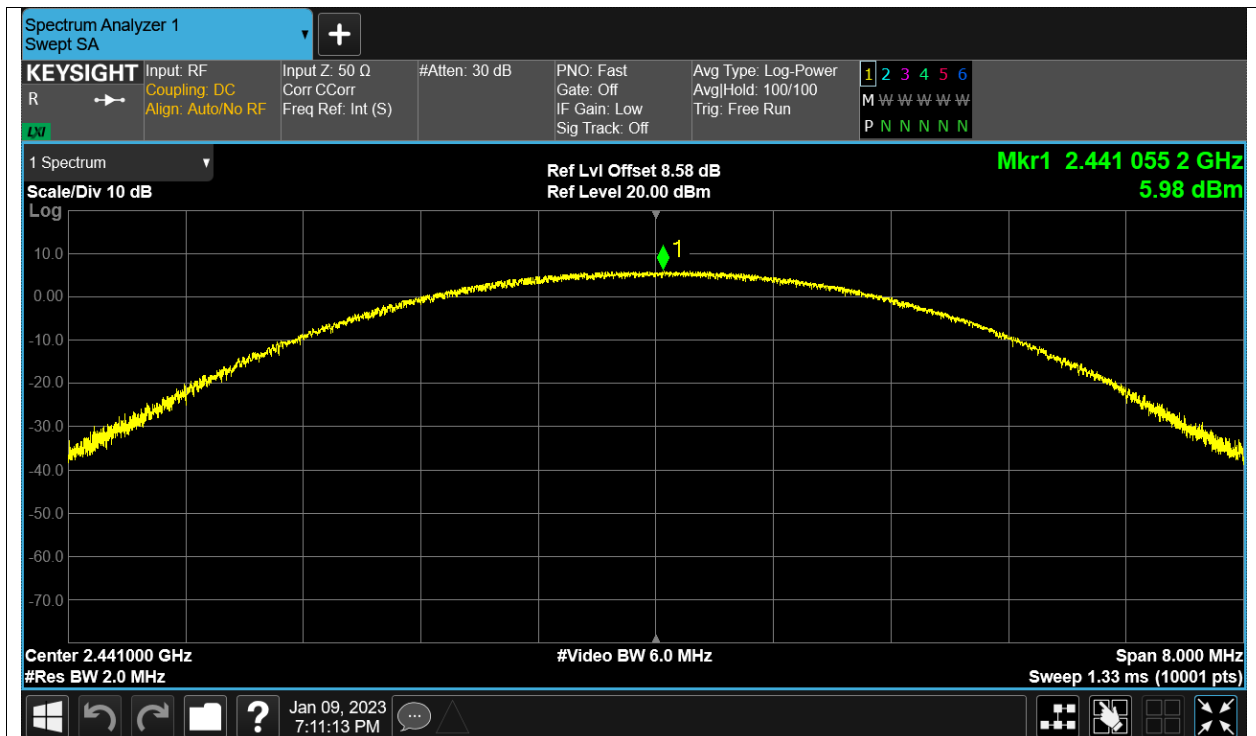 Spectrum Analyzer 1
Swept SA
KEYSIGHT
R
LXI
Input: RF
Coupling: DC
Align: Auto/No RF
Input Z: 50 Ω
Corr CCorr
Freq Ref: Int (S)
#Atten: 30 dB
PNO: Fast
Gate: Off
IF Gain: Low
Sig Track: Off
Avg Type: Log-Power
Avg|Hold: 100/100
Trig: Free Run
1 2 3 4 5 6
M W W W W W
P N N N N N
1 Spectrum
Scale/Div 10 dB
Log
Ref Lvl Offset 8.58 dB
Ref Level 20.00 dBm
Mkr1 2.441 055 2 GHz
5.98 dBm
1
10.0
0.00
-10.0
-20.0
-30.0
-40.0
-50.0
-60.0
-70.0
Center 2.441000 GHz
#Res BW 2.0 MHz
#Video BW 6.0 MHz
Span 8.000 MHz
Sweep 1.33 ms (10001 pts)
?
Jan 09, 2023
7:11:13 PM